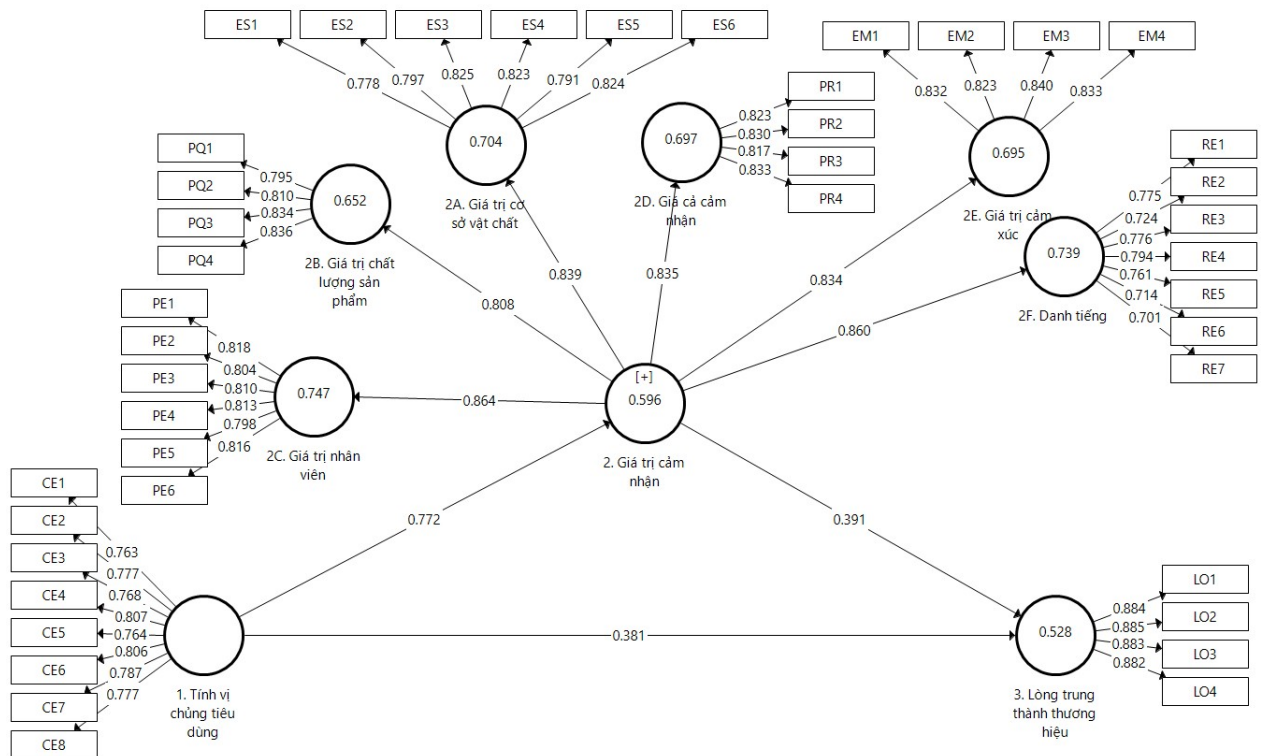 ES1
ES2
ES3
ES4
ES5
ES6
0.778
0.797
0.825
0.823
0.791
0.824
0.704
2A. Giá trị cơ
sở vật chất
EM1
EM2
EM3
EM4
0.832
0.823
0.840
0.833
0.695
2E. Giá trị cảm
xúc
PR1
PR2
PR3
PR4
0.823
0.830
0.817
0.833
0.697
2D. Giá cả cảm
nhận
PQ1
PQ2
PQ3
PQ4
0.795
0.810
0.834
0.836
0.652
2B. Giá trị chất
lượng sản
phẩm
RE1
RE2
RE3
RE4
RE5
RE6
RE7
0.775
0.724
0.776
0.794
0.761
0.714
0.701
0.739
2F. Danh tiếng
0.839
0.835
0.834
0.808
0.860
0.864
PE1
PE2
PE3
PE4
PE5
PE6
0.818
0.804
0.810
0.813
0.798
0.816
0.747
2C. Giá trị nhân
viên
[+]
0.596
2. Giá trị cảm
nhận
0.772
0.391
0.381
CE1
CE2
CE3
CE4
CE5
CE6
CE7
CE8
0.763
0.777
0.768
0.807
0.764
0.806
0.787
0.777
1. Tính vị
chủng tiêu
dùng
LO1
LO2
LO3
LO4
0.884
0.885
0.883
0.882
0.528
3. Lòng trung
thành thương
hiệu